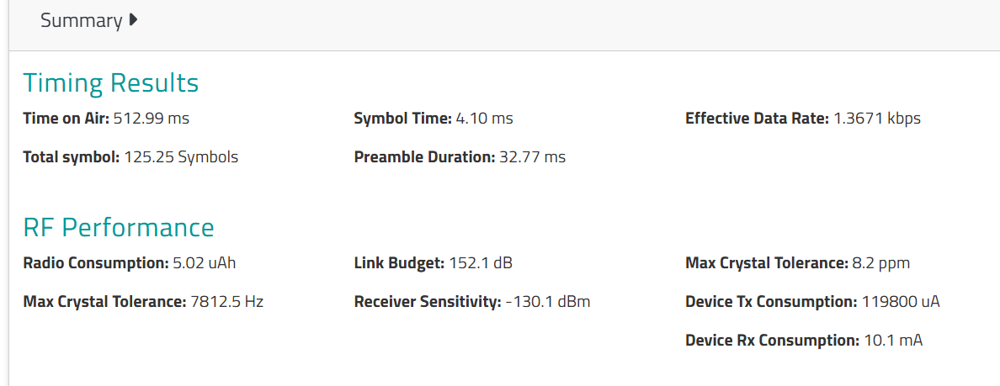 Summary
Timing Results
Time on Air: 512.99 ms Symbol Time: 4.10 ms Effective Data Rate: 1.3671 kbps
Total symbol: 125.25 Symbols Preamble Duration: 32.77 ms
RF Performance
Radio Consumption: 5.02 uAh Link Budget: 152.1 dB Max Crystal Tolerance: 8.2 ppm
Max Crystal Tolerance: 7812.5 Hz Receiver Sensitivity: -130.1 dBm Device Tx Consumption: 119800 uA
Device Rx Consumption: 10.1 mA